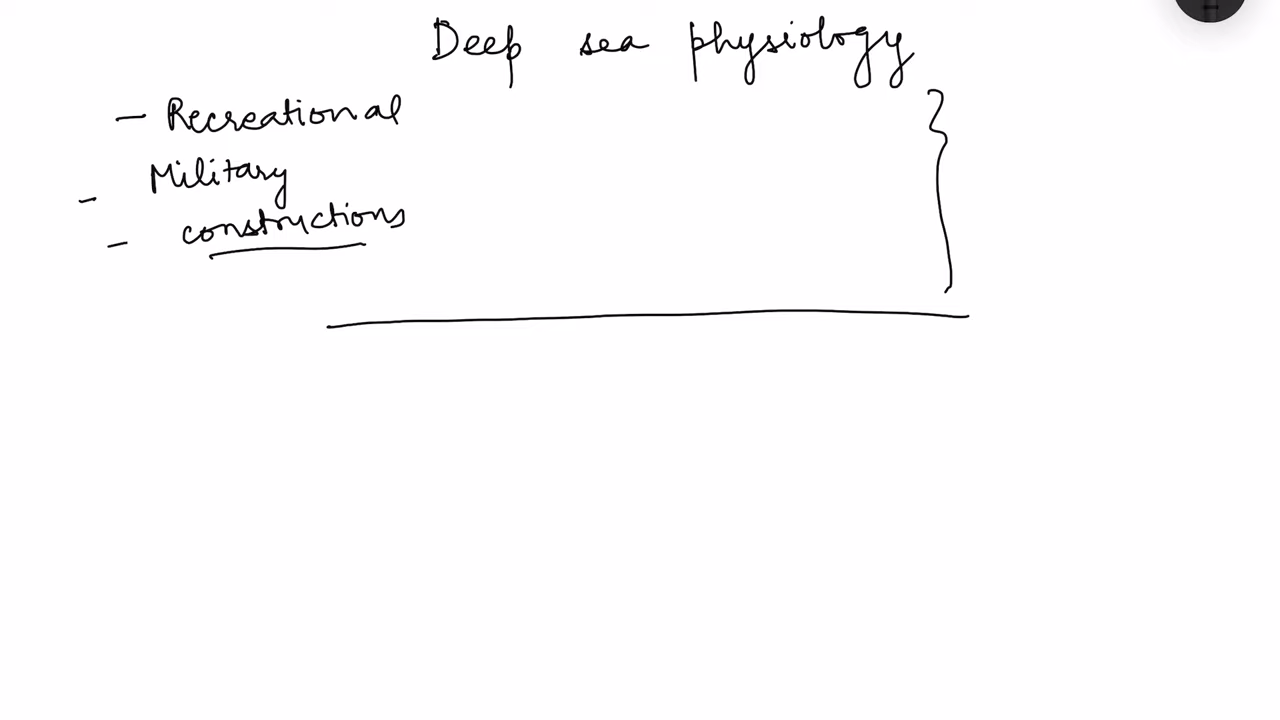 Deep sea physiology
- Recreational
- Military
- constructions